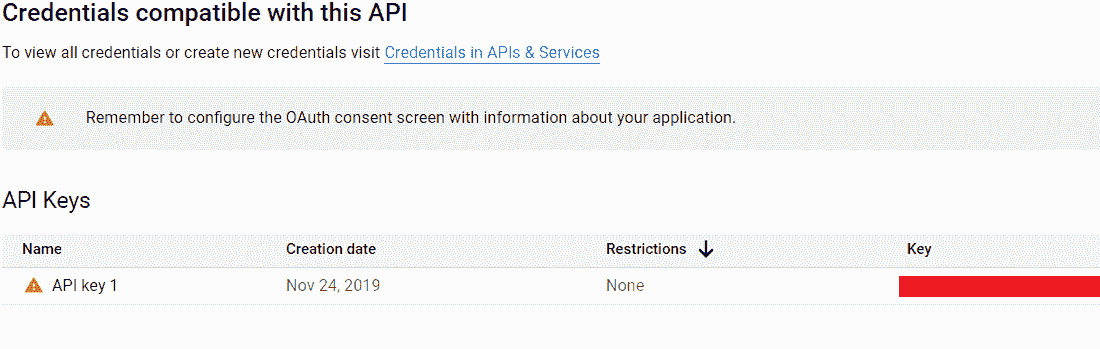 Credentials compatible with this API
To view all credentials or create new credentials visit Credentials in APIs & Services
Remember to configure the OAuth consent screen with information about your application.
API Keys
Name Creation date Restrictions Key
API key 1 Nov 24, 2019 None